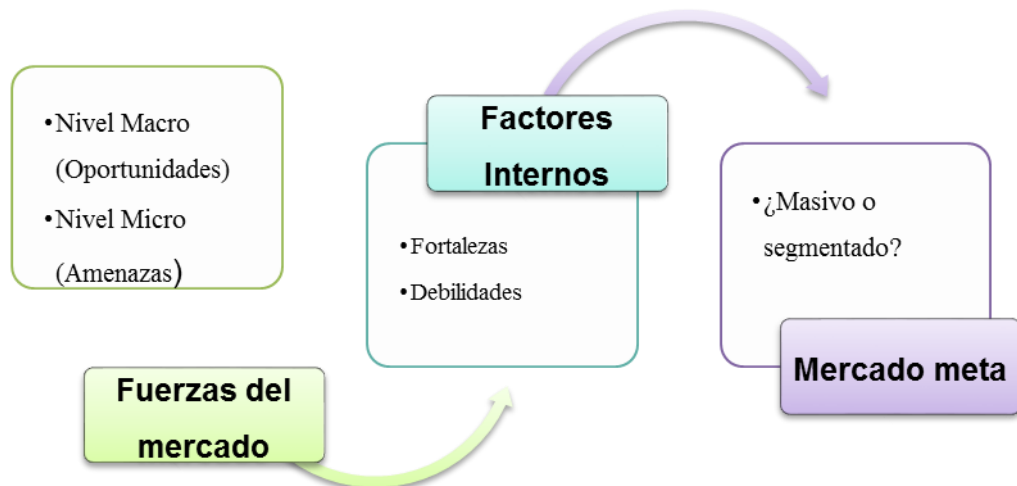 •Nivel Macro
(Oportunidades)
•Nivel Micro
(Amenazas)
Fuerzas del
mercado
Factores
Internos
•Fortalezas
•Debilidades
•¿Masivo o
segmentado?
Mercado meta